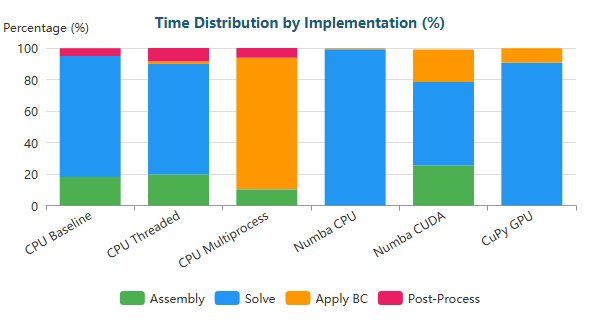 Time Distribution by Implementation (%)
Percentage (%)
100
80
60
40
20
0
CPU Baseline
CPU Threaded
CPU Multiprocess
Numba CPU
Numba CUDA
CuPy GPU
Assembly Solve Apply BC Post-Process